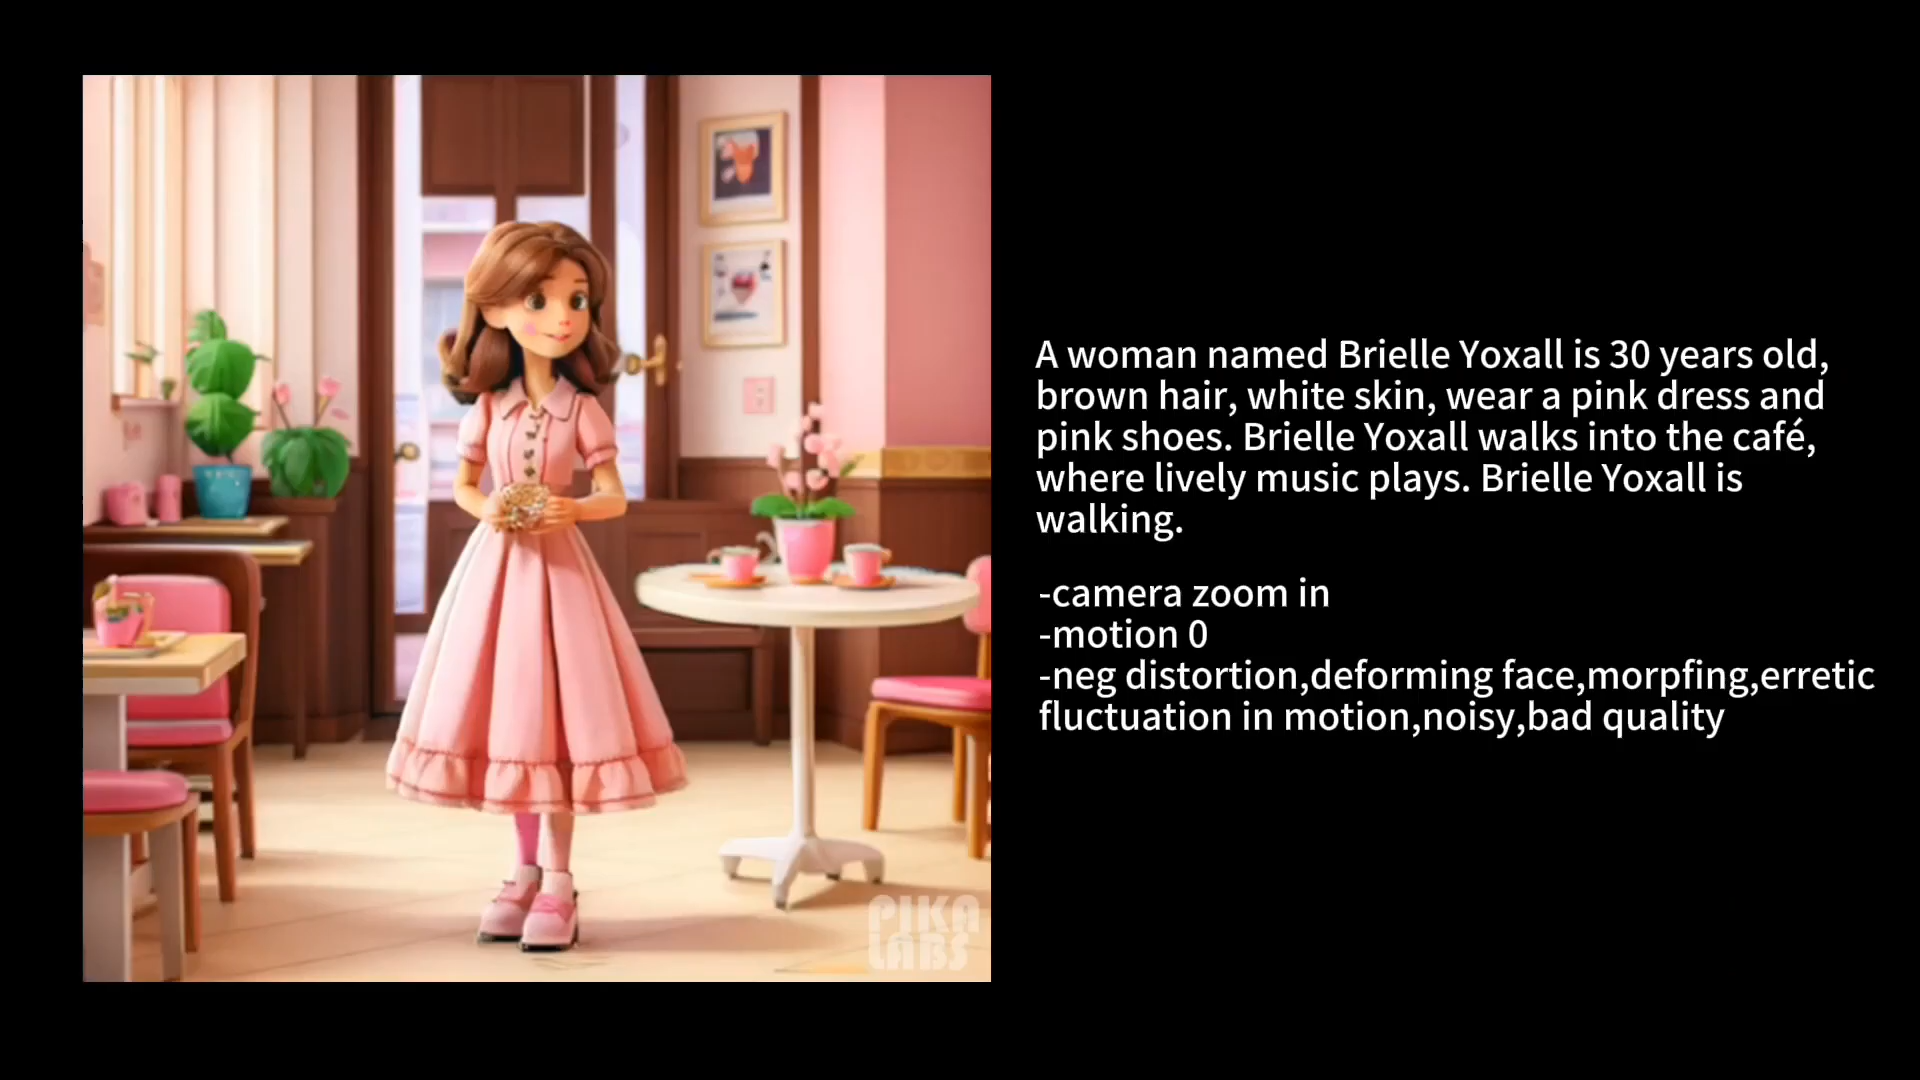 A woman named Brielle Yoxall is 30 years old,
brown hair, white skin, wear a pink dress and
pink shoes. Brielle Yoxall walks into the café,
where lively music plays. Brielle Yoxall is
walking.
-camera zoom in
-motion 0
-neg distortion,deforming face,morpfing,erretic
fluctuation in motion,noisy,bad quality
PIKA
LABS